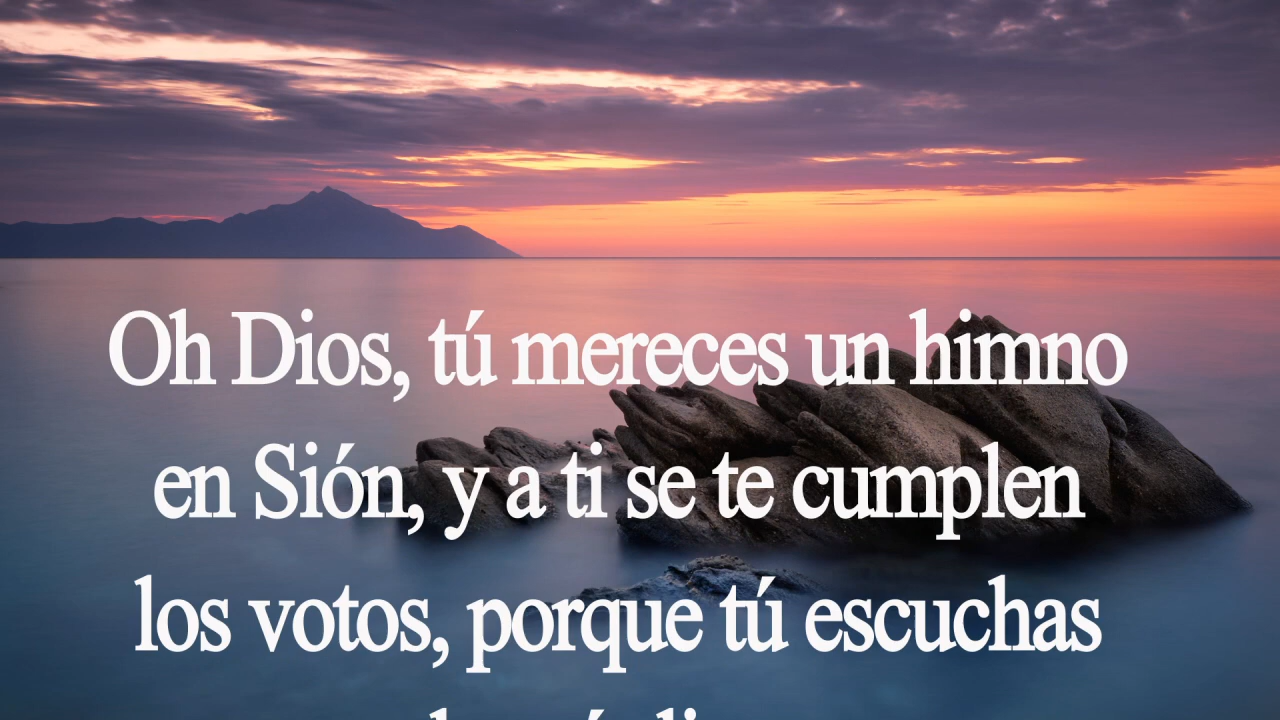 Oh Dios, tú mereces un himno
en Sión, y a ti se te cumplen
los votos, porque tú escuchas